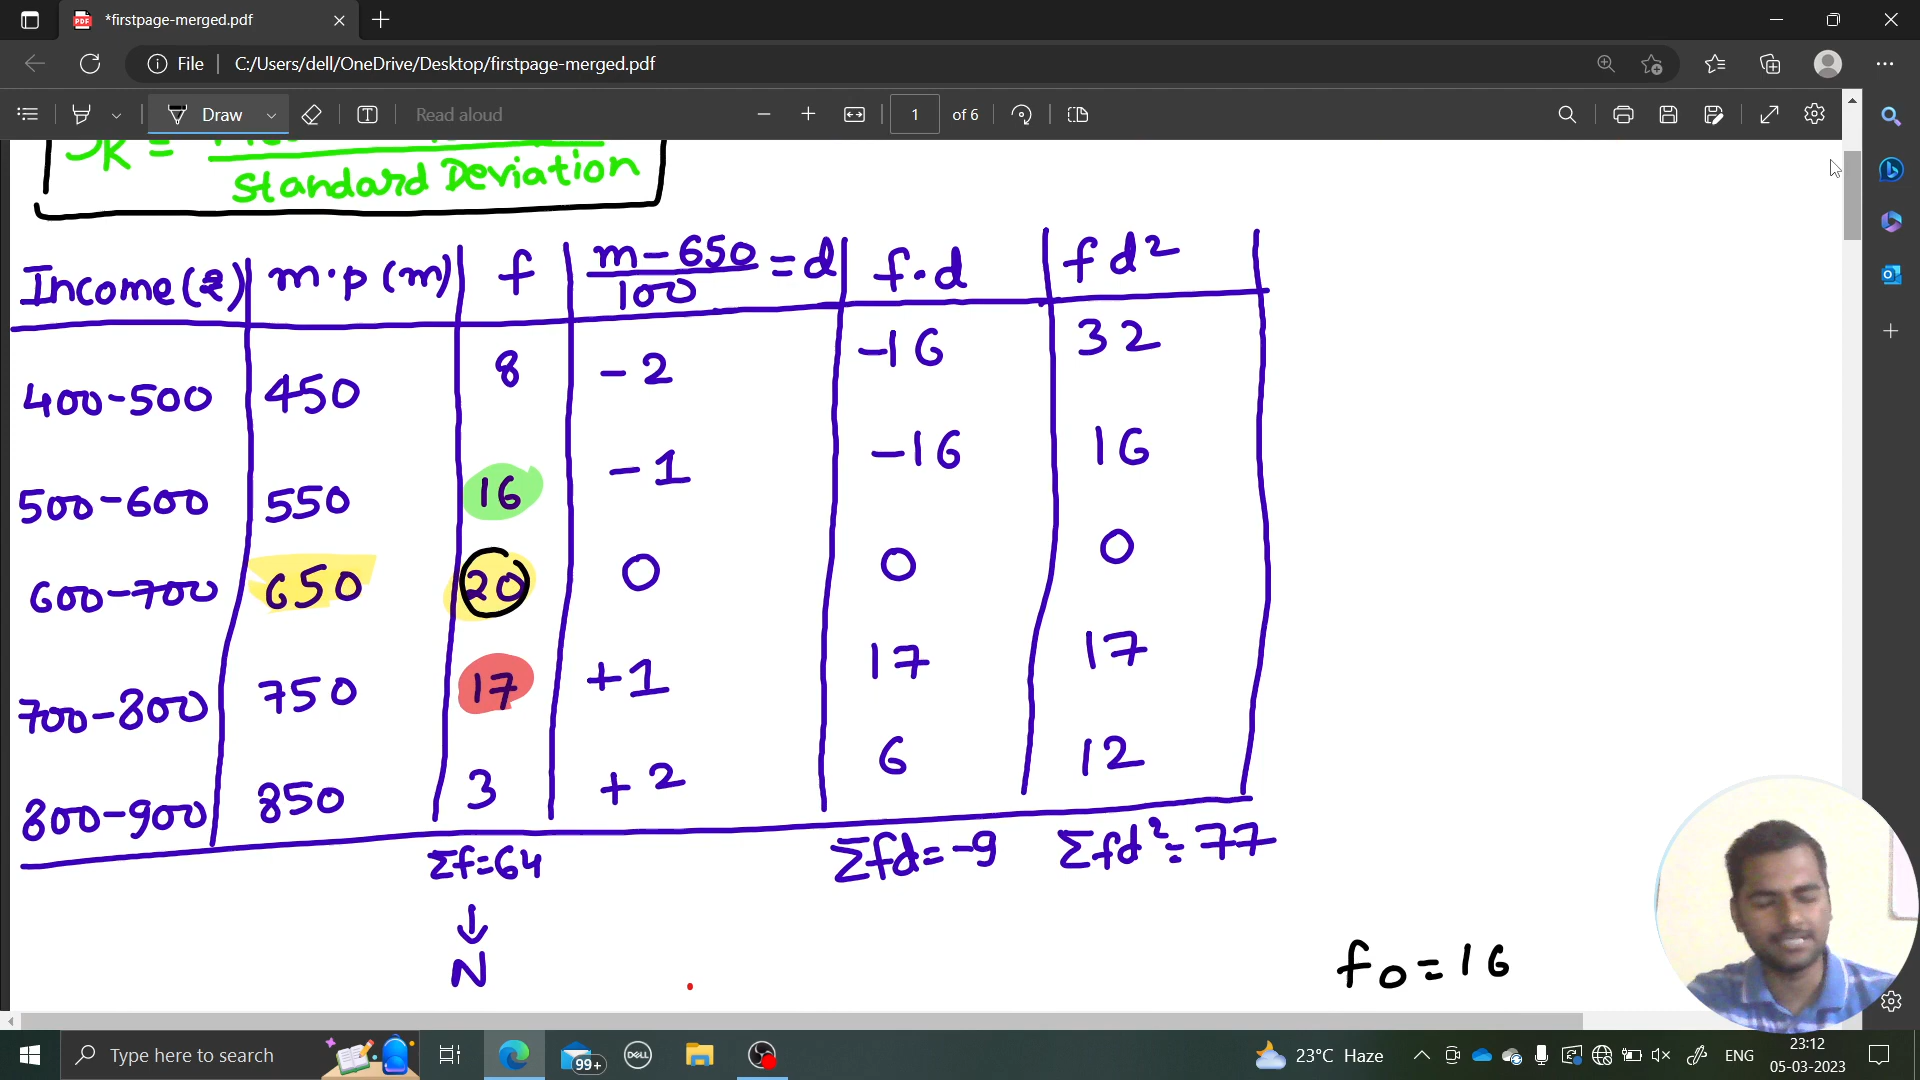 *firstpage-merged.pdf
File C:/Users/dell/OneDrive/Desktop/firstpage-merged.pdf
Draw Read aloud 1 of 6
SK =
Standard Deviation
Income (₹) m.p (m) f m-650/100 = d f.d fd²
400-500 450 8 -2 -16 32
500-600 550 16 -1 -16 16
600-700 650 20 0 0 0
700-800 750 17 +1 17 17
800-900 850 3 +2 6 12
Σf=64 Σfd=-9 Σfd²=77
↓
N
f0=16
Type here to search 99+ DELL 23°C Haze ENG 23:12
05-03-2023